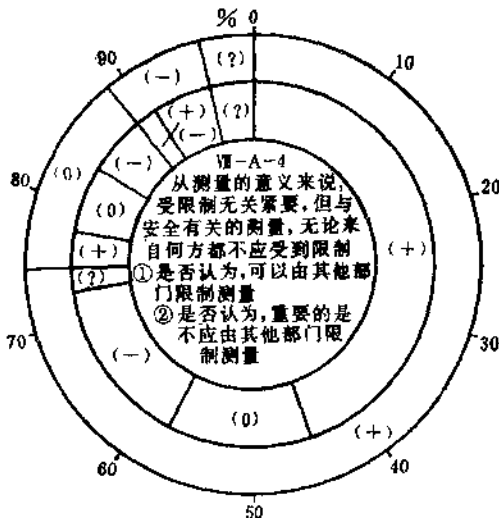 % 0
10
20
30
40
50
60
70
80
90
(?)
(-)
(0)
(+)
(?)
(+)
(-)
(-)
(0)
(+)
(?)
(-)
(0)
(+)
Ⅶ-A-4
从测量的意义来说,
受限制无关紧要,但与
安全有关的测量,无论来
自何方都不应受到限制
①是否认为,可以由其他部
门限制测量
②是否认为,重要的是
不应由其他部门限
制测量